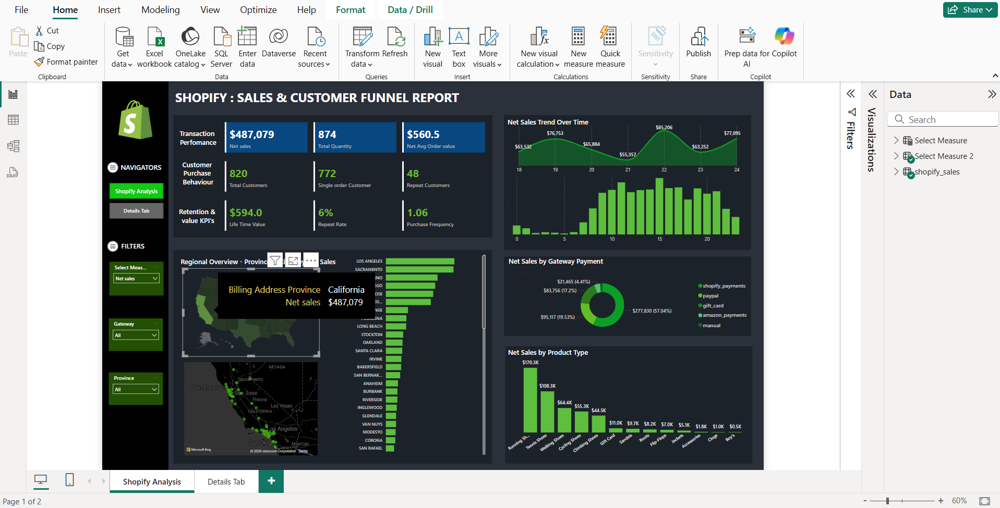 File
Home
Insert
Modeling
View
Optimize
Help
Format
Data / Drill
Share
Paste
Cut
Copy
Format painter
Clipboard
Get data
Excel workbook
OneLake catalog
SQL Server
Enter data
Dataverse
Recent sources
Data
Transform data
Refresh
Queries
New visual
Text box
More visuals
Insert
New visual calculation
New measure
Quick measure
Calculations
Sensitivity
Sensitivity
Publish
Share
Prep data for AI
Copilot
Copilot
SHOPIFY : SALES & CUSTOMER FUNNEL REPORT
NAVIGATORS
Shopify Analysis
Details Tab
FILTERS
Select Meas...
Net sales
Gateway
All
Province
All
Transaction
Perfomance
$487,079
Net sales
874
Total Quantity
$560.5
Net Avg Order value
Customer
Purchase
Behaviour
820
Total Customers
772
Single order Customer
48
Repeat Customers
Retention &
value KPI's
$594.0
Life Time Value
6%
Repeat Rate
1.06
Purchase Frequency
Net Sales Trend Over Time
$63,532
$76,753
$65,884
$55,357
$85,206
$63,252
$77,095
18 19 20 21 22 23 24
0 5 10 15 20
Regional Overview - Provinc
y
Sales
Billing Address Province California
Net sales $487,079
LOS ANGELES
SACRAMENTO
NO
EGO
OSE
IS...
NGE
PASADENA
LONG BEACH
STOCKTON
OAKLAND
SANTA CLARA
IRVINE
BAKERSFIELD
SAN BERNAR...
ANAHEIM
BURBANK
RIVERSIDE
INGLEWOOD
GLENDALE
VAN NUYS
MODESTO
CORONA
SAN RAFAEL
NEVADA
Sacramento
San Francisco
San Jose
Fresno
Las Vegas
CALIFORNIA
Los Angeles
A
San Diego
Mexicali
Microsoft Bing
© 2025 Microsoft Corporation Terms
Net Sales by Gateway Payment
$21,465 (4.41%)
$83,756 (17.2%)
$95,117 (19.53%)
$277,830 (57.04%)
shopify_payments
paypal
gift_card
amazon_payments
manual
Net Sales by Product Type
$170.3K
$108.3K
$64.4K
$55.3K
$44.5K
$11.0K
$9.7K
$8.2K
$7.0K
$5.1K
$1.8K
$1.0K
$0.5K
Running Sh...
Tennis Shoes
Walking Shoes
Cycling Shoes
Climbing Shoes
Gift Card
Sandals
Boots
Flip-Flops
Jackets
Accessories
Clogs
Boy's
Filters
Visualizations
Data
Search
Select Measure
Select Measure 2
shopify_sales
DAX
Shopify Analysis
Details Tab
Page 1 of 2
60%